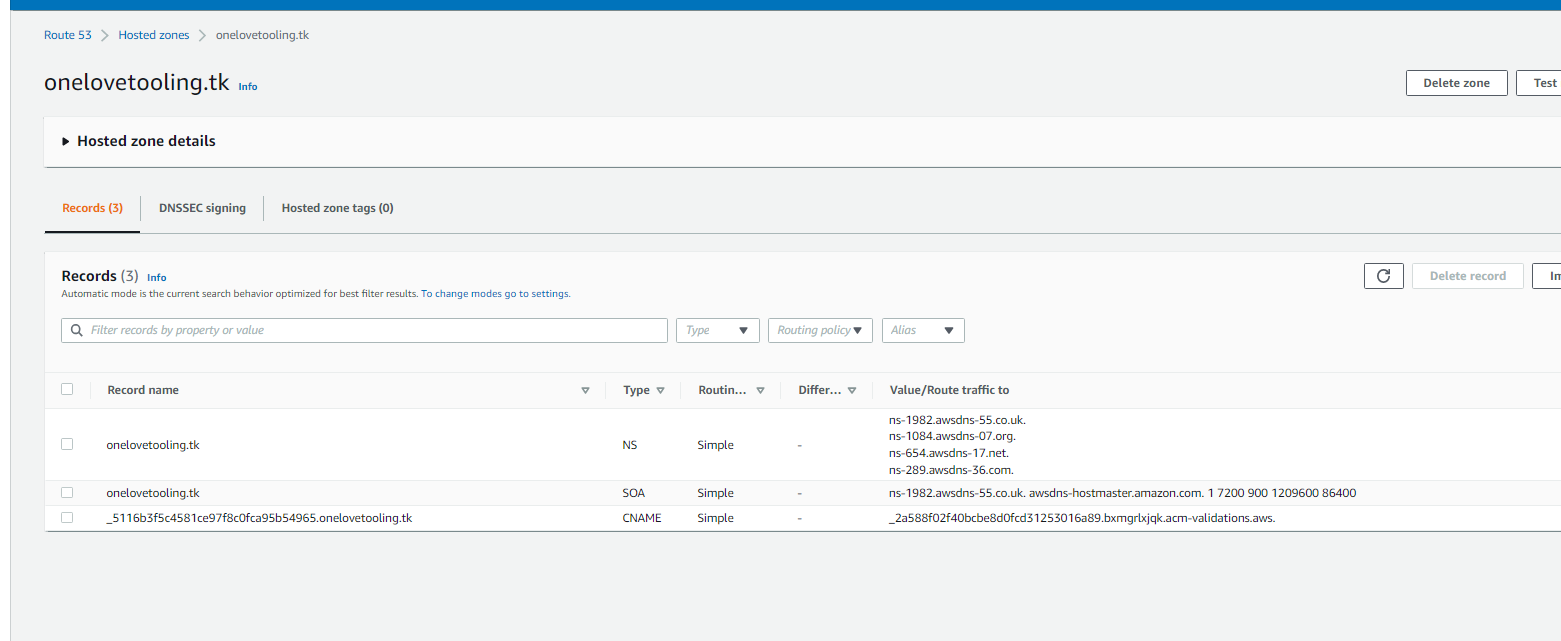 Route 53 > Hosted zones > onelovetooling.tk
onelovetooling.tk Info
Delete zone
Test
Hosted zone details
Records (3)
DNSSEC signing
Hosted zone tags (0)
Records (3) Info
Automatic mode is the current search behavior optimized for best filter results. To change modes go to settings.
Delete record
Filter records by property or value
Type
Routing policy
Alias
Record name Type Routin... Differ... Value/Route traffic to
onelovetooling.tk NS Simple - ns-1982.awsdns-55.co.uk.
ns-1084.awsdns-07.org.
ns-654.awsdns-17.net.
ns-289.awsdns-36.com.
onelovetooling.tk SOA Simple - ns-1982.awsdns-55.co.uk. awsdns-hostmaster.amazon.com. 1 7200 900 1209600 86400
_5116b3f5c4581ce97f8c0fca95b54965.onelovetooling.tk CNAME Simple - _2a588f02f40bcbe8d0fcd31253016a89.bxmgrlxjqk.acm-validations.aws.